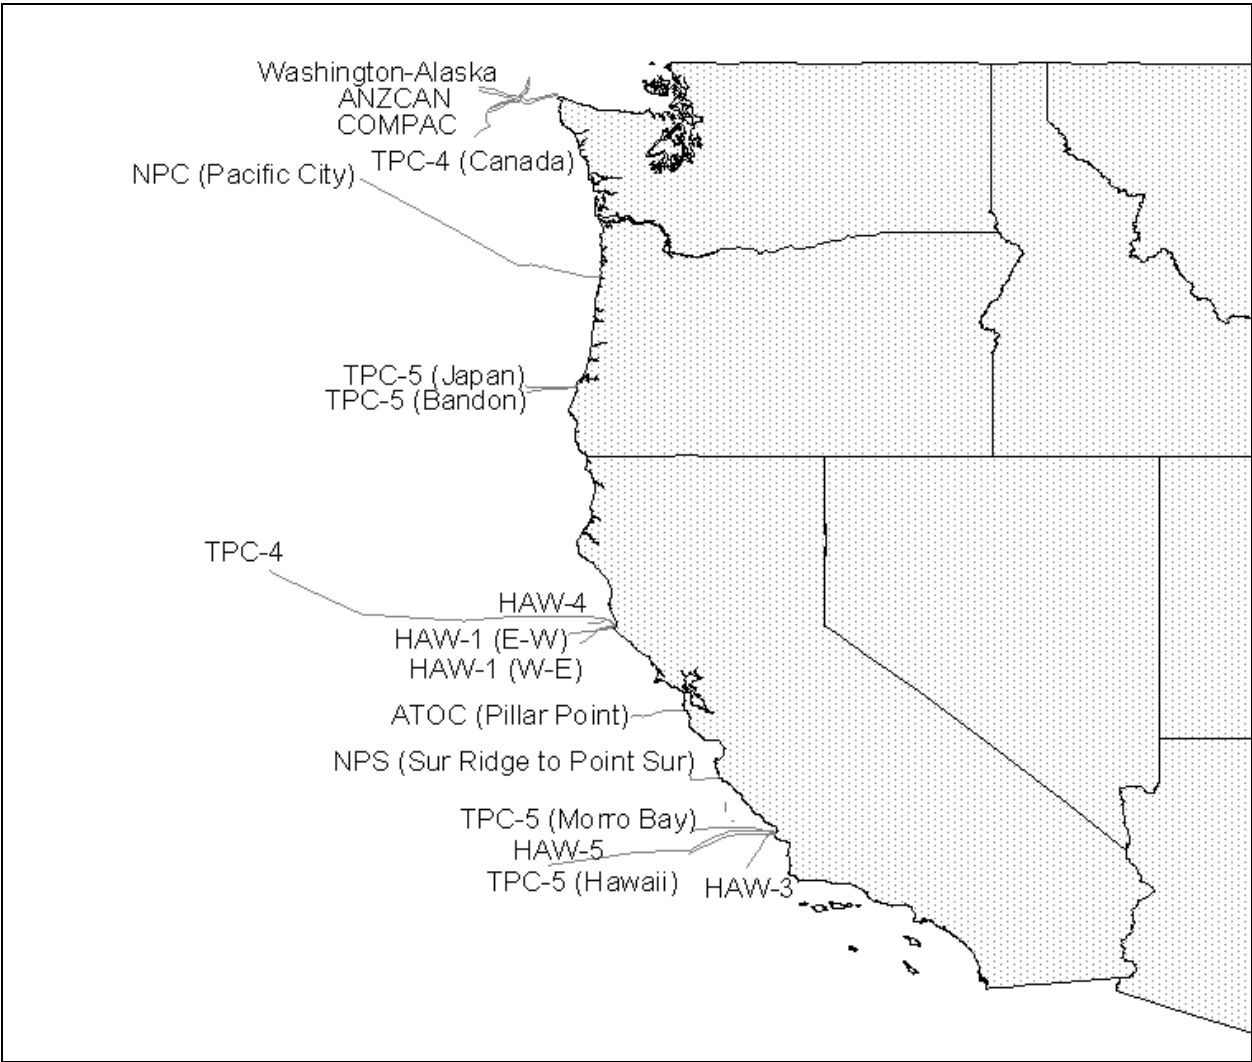 Washington-Alaska
ANZCAN
COMPAC
TPC-4 (Canada)
NPC (Pacific City)
TPC-5 (Japan)
TPC-5 (Bandon)
TPC-4
HAW-4
HAW-1 (E-W)
HAW-1 (W-E)
ATOC (Pillar Point)
NPS (Sur Ridge to Point Sur)
TPC-5 (Morro Bay)
HAW-5
TPC-5 (Hawaii)
HAW-3